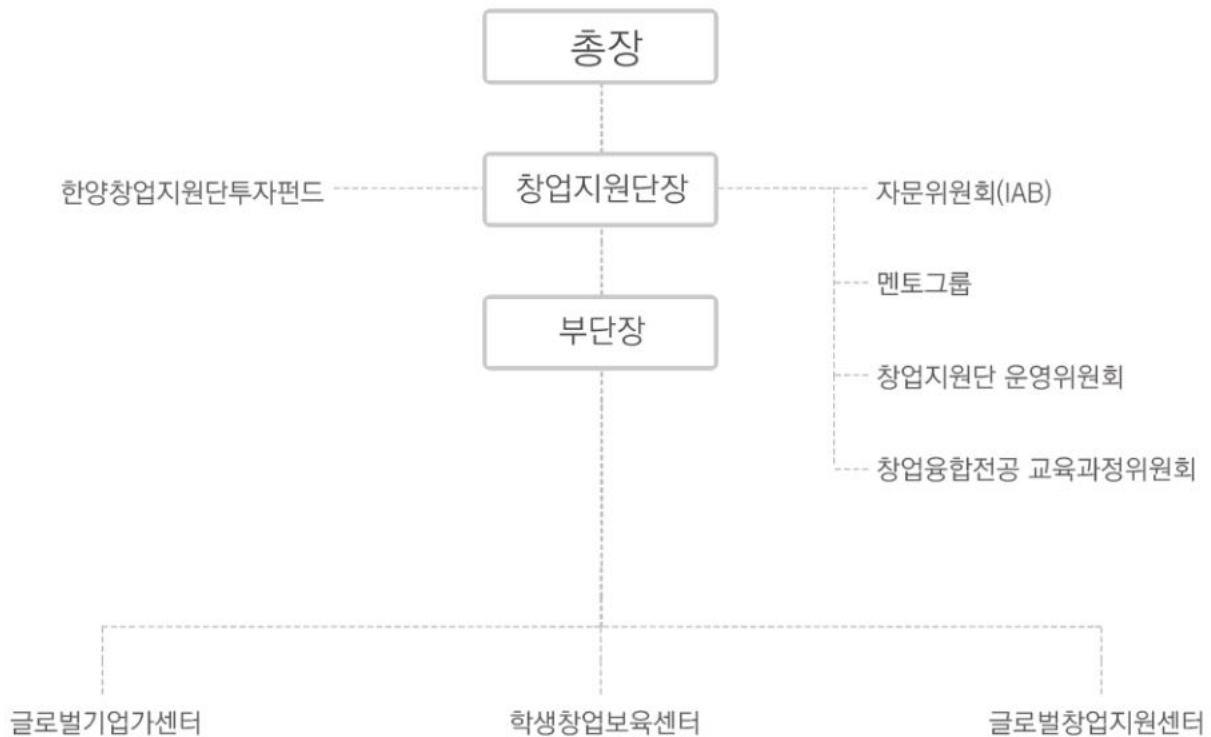 총장
한양창업지원단투자펀드
창업지원단장
자문위원회(IAB)
멘토그룹
부단장
창업지원단 운영위원회
창업융합전공 교육과정위원회
글로벌기업가센터
학생창업보육센터
글로벌창업지원센터